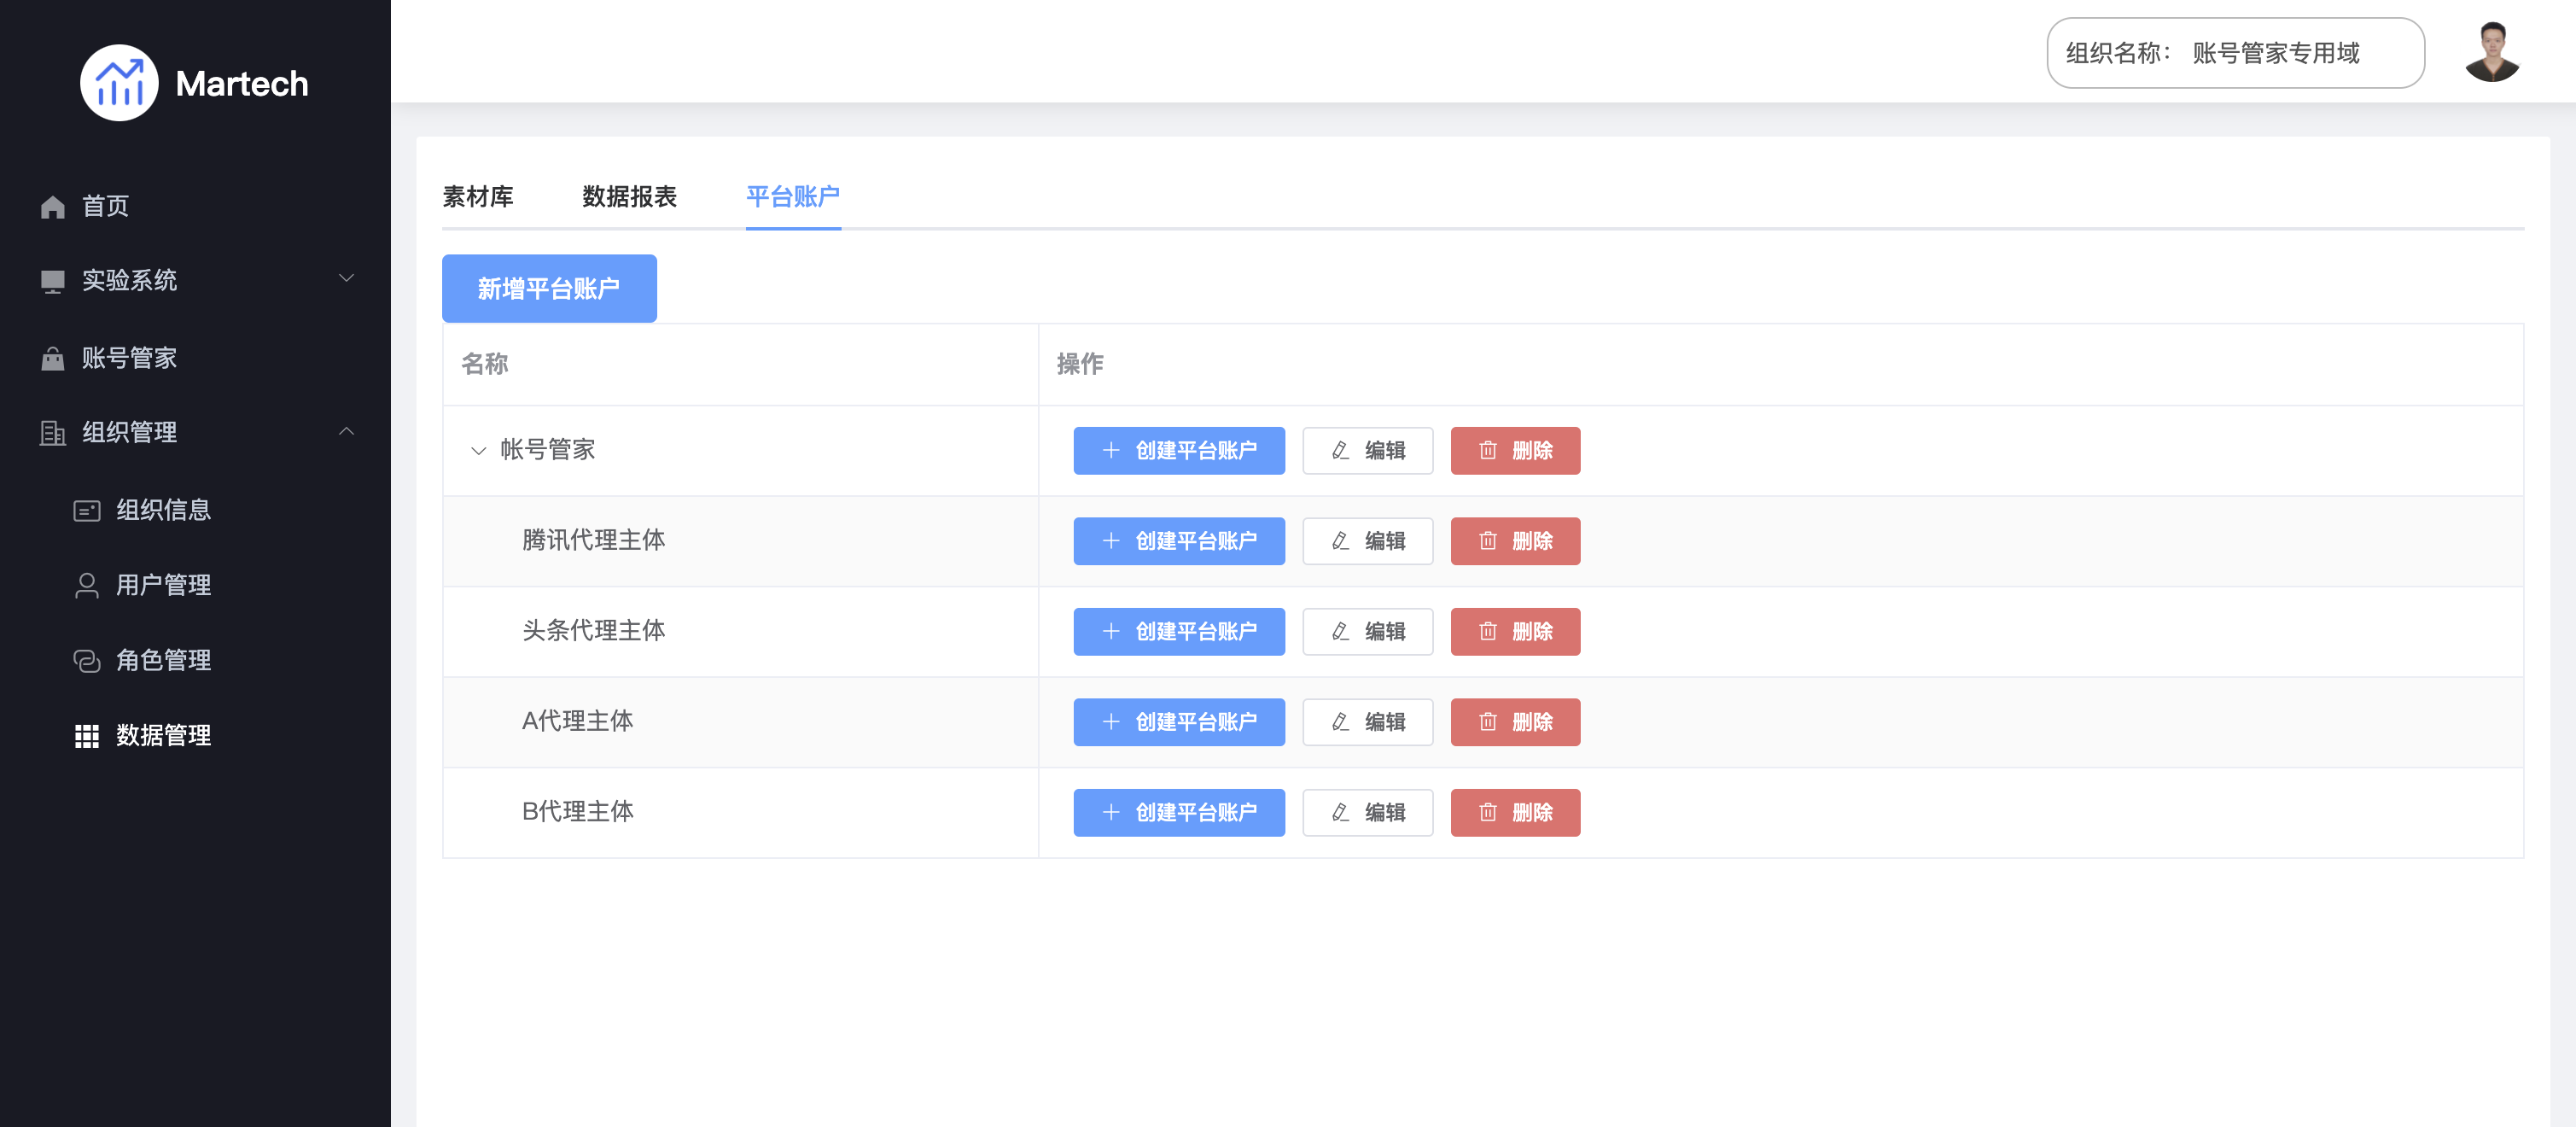 Martech
组织名称： 账号管家专用域
首页
实验系统
账号管家
组织管理
组织信息
用户管理
角色管理
数据管理
素材库 数据报表 平台账户
新增平台账户
名称 操作
帐号管家 创建平台账户 编辑 删除
腾讯代理主体 创建平台账户 编辑 删除
头条代理主体 创建平台账户 编辑 删除
A代理主体 创建平台账户 编辑 删除
B代理主体 创建平台账户 编辑 删除